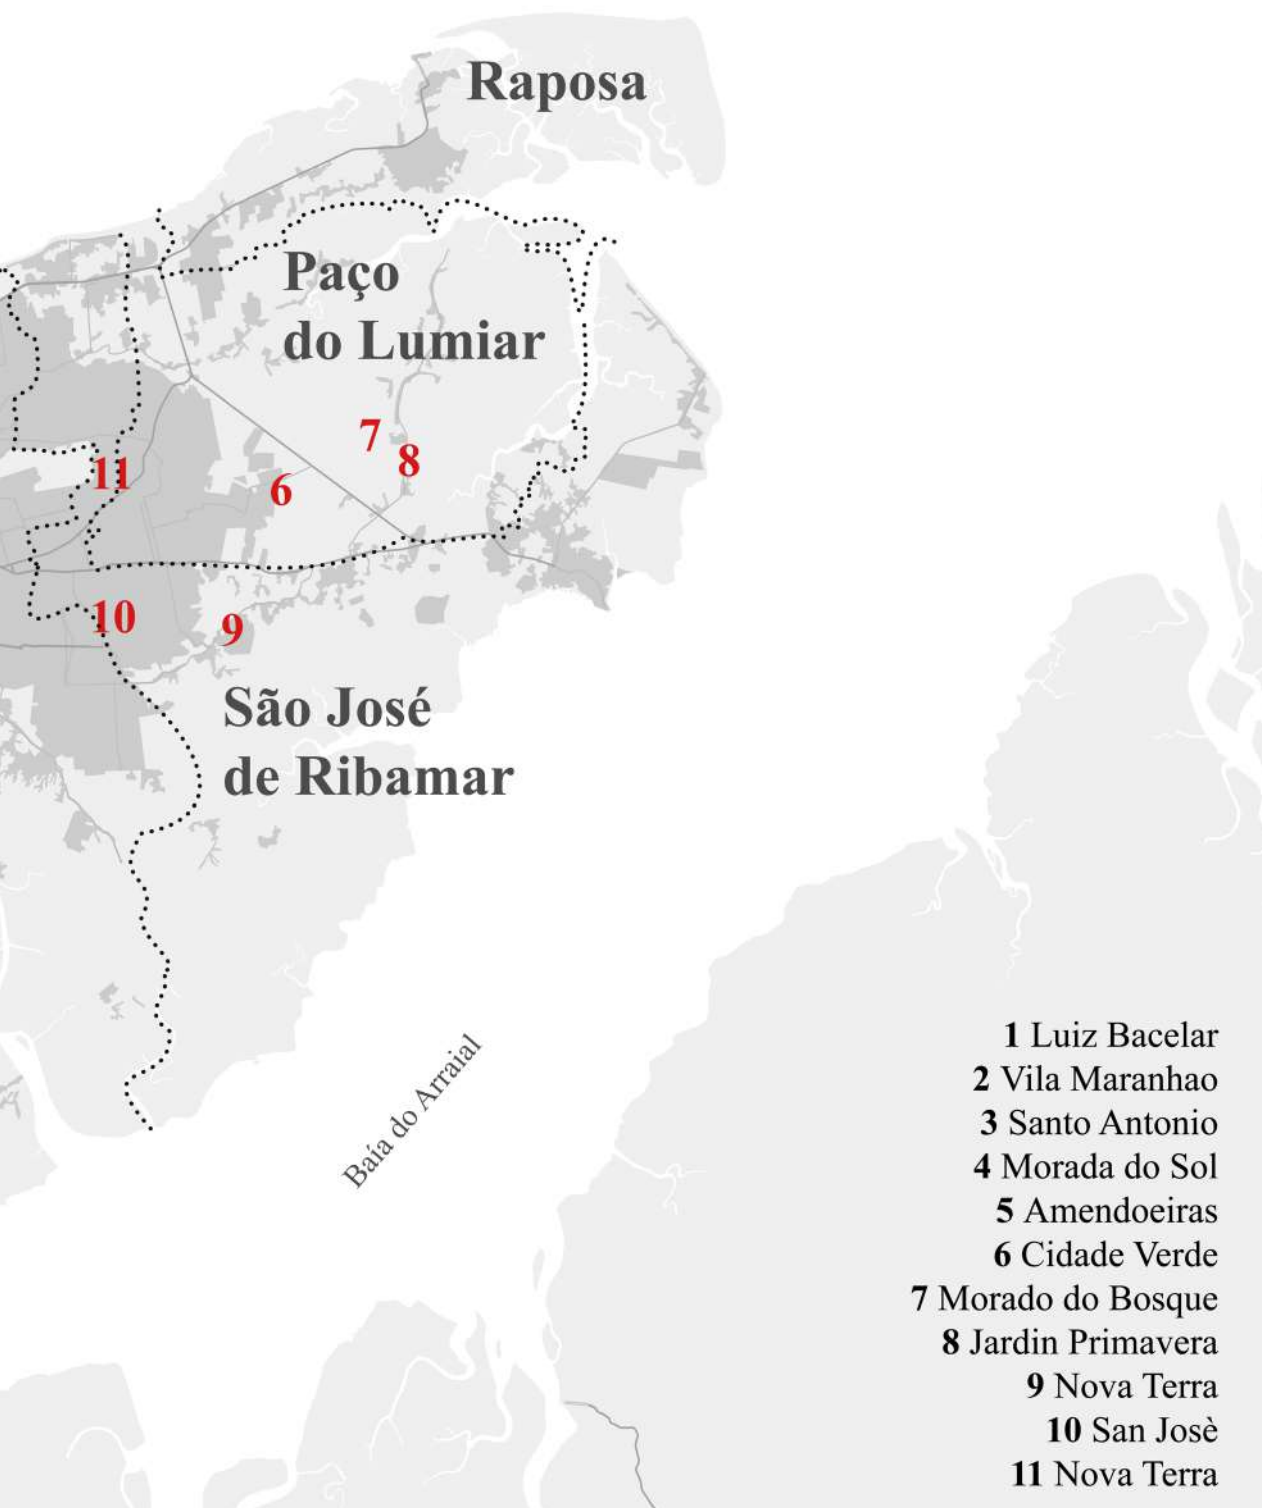 Raposa
Paço
do Lumiar
7
8
11
6
10
9
São José
de Ribamar
Baía do Arraial
1 Luiz Bacelar
2 Vila Maranhao
3 Santo Antonio
4 Morada do Sol
5 Amendoeiras
6 Cidade Verde
7 Morado do Bosque
8 Jardin Primavera
9 Nova Terra
10 San Josè
11 Nova Terra